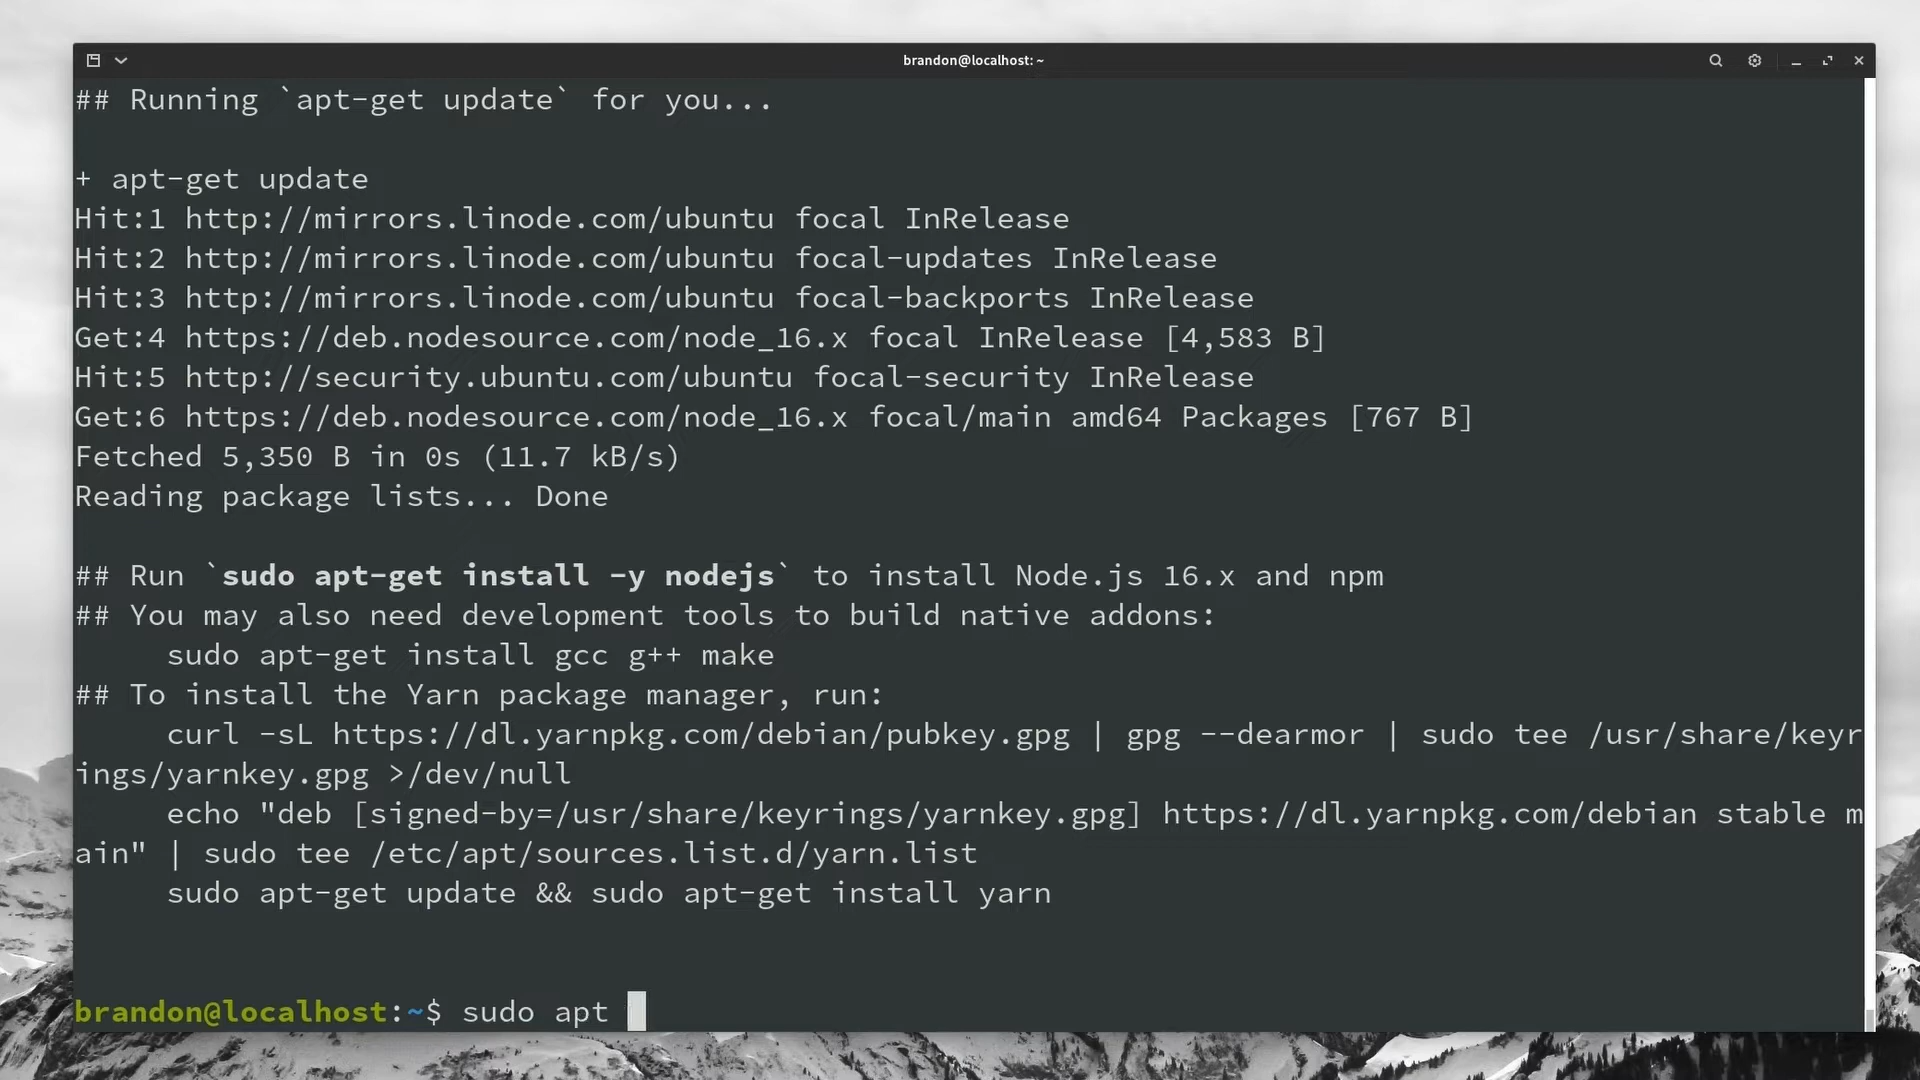 brandon@localhost: ~
## Running `apt-get update` for you...
+ apt-get update
Hit:1 http://mirrors.linode.com/ubuntu focal InRelease
Hit:2 http://mirrors.linode.com/ubuntu focal-updates InRelease
Hit:3 http://mirrors.linode.com/ubuntu focal-backports InRelease
Get:4 https://deb.nodesource.com/node_16.x focal InRelease [4,583 B]
Hit:5 http://security.ubuntu.com/ubuntu focal-security InRelease
Get:6 https://deb.nodesource.com/node_16.x focal/main amd64 Packages [767 B]
Fetched 5,350 B in 0s (11.7 kB/s)
Reading package lists... Done
## Run `sudo apt-get install -y nodejs` to install Node.js 16.x and npm
## You may also need development tools to build native addons:
     sudo apt-get install gcc g++ make
## To install the Yarn package manager, run:
     curl -sL https://dl.yarnpkg.com/debian/pubkey.gpg | gpg --dearmor | sudo tee /usr/share/keyr
ings/yarnkey.gpg >/dev/null
     echo "deb [signed-by=/usr/share/keyrings/yarnkey.gpg] https://dl.yarnpkg.com/debian stable m
ain" | sudo tee /etc/apt/sources.list.d/yarn.list
     sudo apt-get update && sudo apt-get install yarn
brandon@localhost:~$ sudo apt